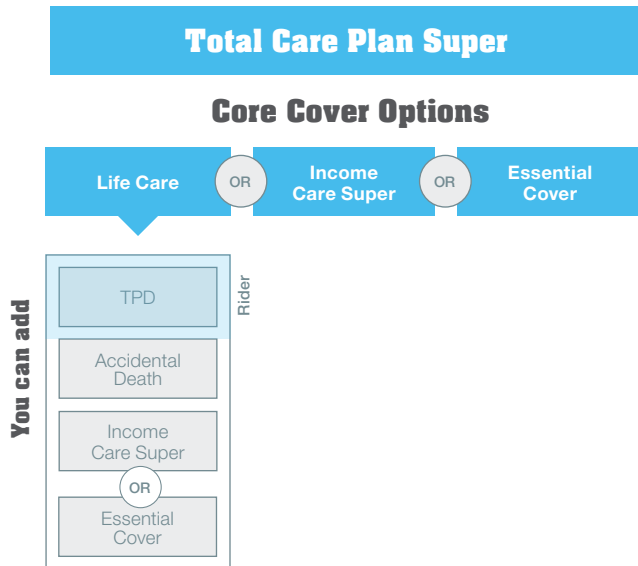 Total Care Plan Super
Core Cover Options
Life Care
OR
Income
Care Super
OR
Essential
Cover
You can add
TPD
Rider
Accidental
Death
Income
Care Super
OR
Essential
Cover